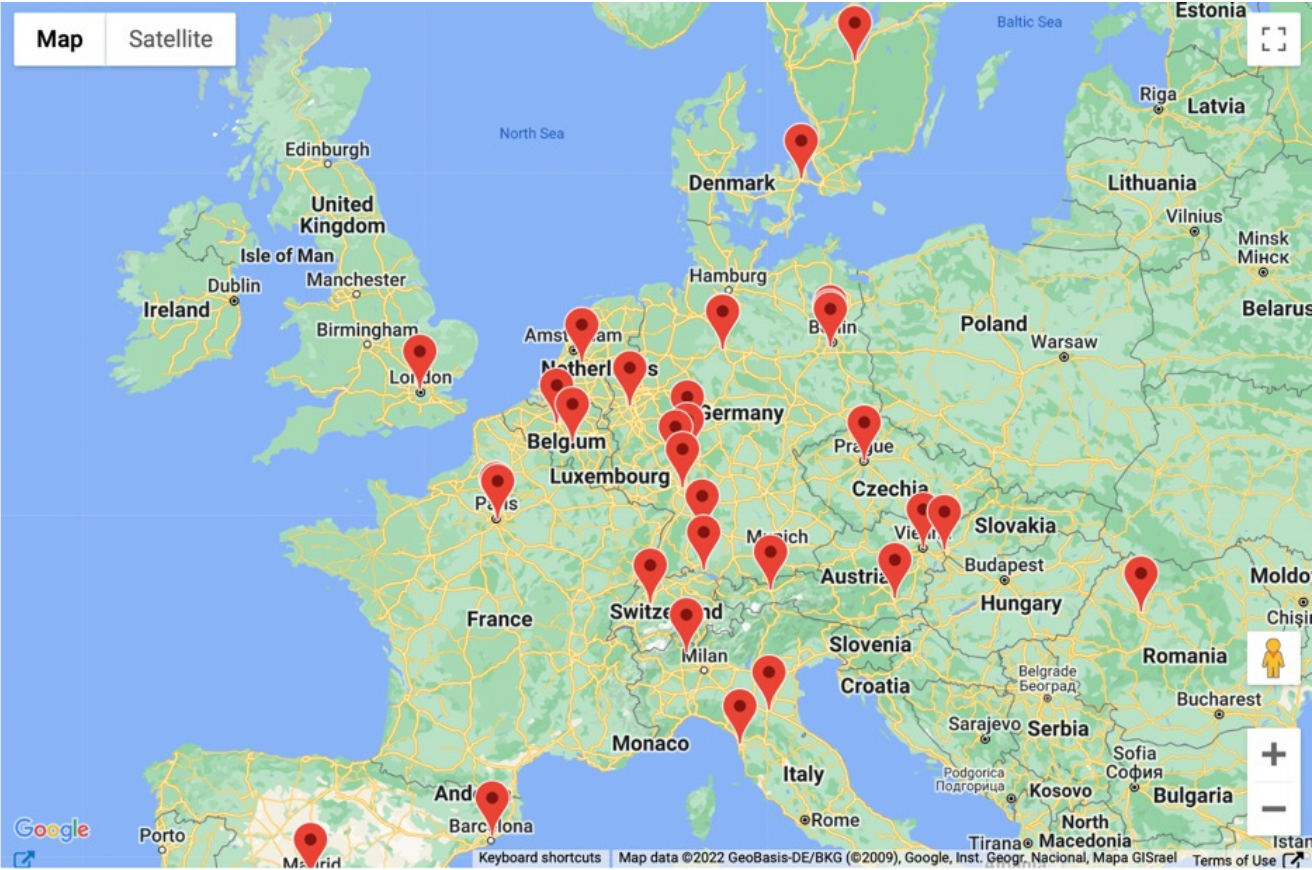 Map Satellite
Baltic Sea
Estonia
Riga
Latvia
North Sea
Edinburgh
Denmark
Lithuania
United
Kingdom
Vilnius
Minsk
Мінск
Isle of Man
Hamburg
Manchester
Dublin
Ireland
Belarus
Poland
Birmingham
Warsaw
London
Germany
Belgium
Prague
Luxembourg
Czechia
Paris
Slovakia
Munich
Budapest
Austria
Moldo
Hungary
Switzerland
Chiși
France
Slovenia
Milan
Romania
Belgrade
Београд
Croatia
Bucharest
Sarajevo
Serbia
Monaco
Sofia
София
Italy
Podgorica
Подгорица
Kosovo
Bulgaria
Barcelona
Rome
North
Macedonia
Google
Porto
Tirana
Istan
Madrid
Keyboard shortcuts
Map data ©2022 GeoBasis-DE/BKG (©2009), Google, Inst. Geogr. Nacional, Mapa GISrael
Terms of Use